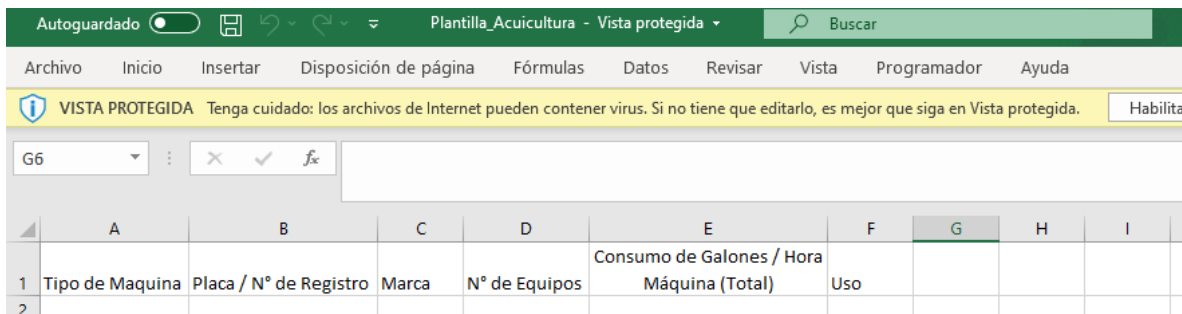 Autoguardado Plantilla_Acuicultura - Vista protegida Buscar
Archivo Inicio Insertar Disposición de página Fórmulas Datos Revisar Vista Programador Ayuda
VISTA PROTEGIDA Tenga cuidado: los archivos de Internet pueden contener virus. Si no tiene que editarlo, es mejor que siga en Vista protegida. Habilita
G6 fx
A B C D E F G H I
Consumo de Galones / Hora
1 Tipo de Maquina Placa / N° de Registro Marca N° de Equipos Máquina (Total) Uso
2